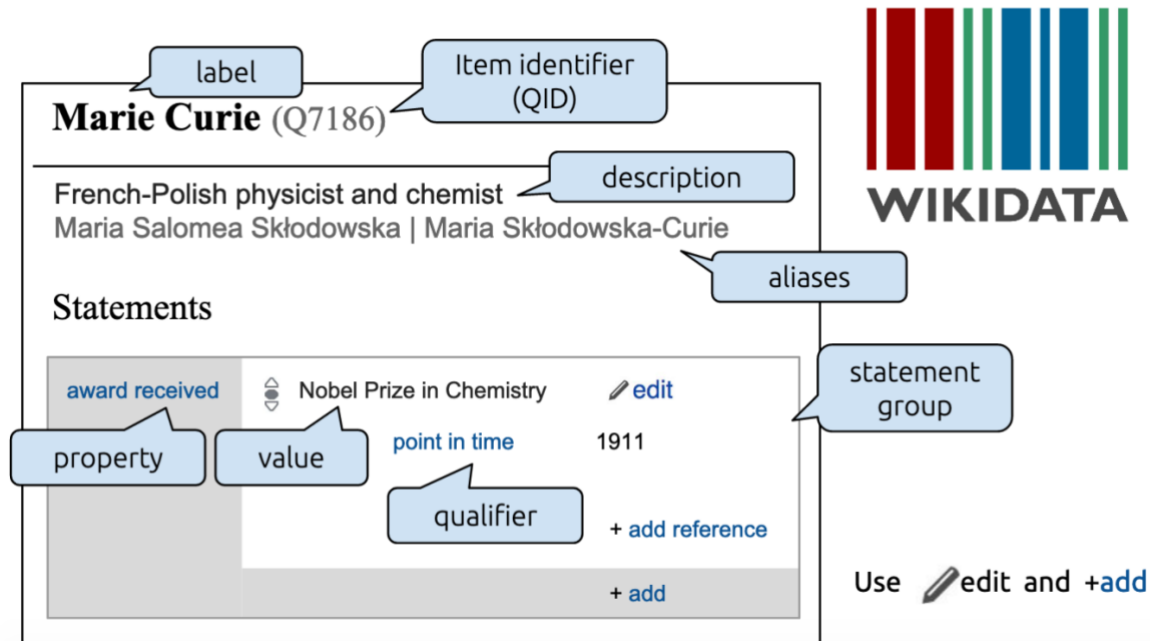 label
Item identifier
(QID)
Marie Curie (Q7186)
WIKIDATA
description
French-Polish physicist and chemist
Maria Salomea Skłodowska | Maria Skłodowska-Curie
aliases
Statements
statement
group
award received
Nobel Prize in Chemistry
edit
property
value
point in time
1911
qualifier
+ add reference
+ add
Use edit and +add